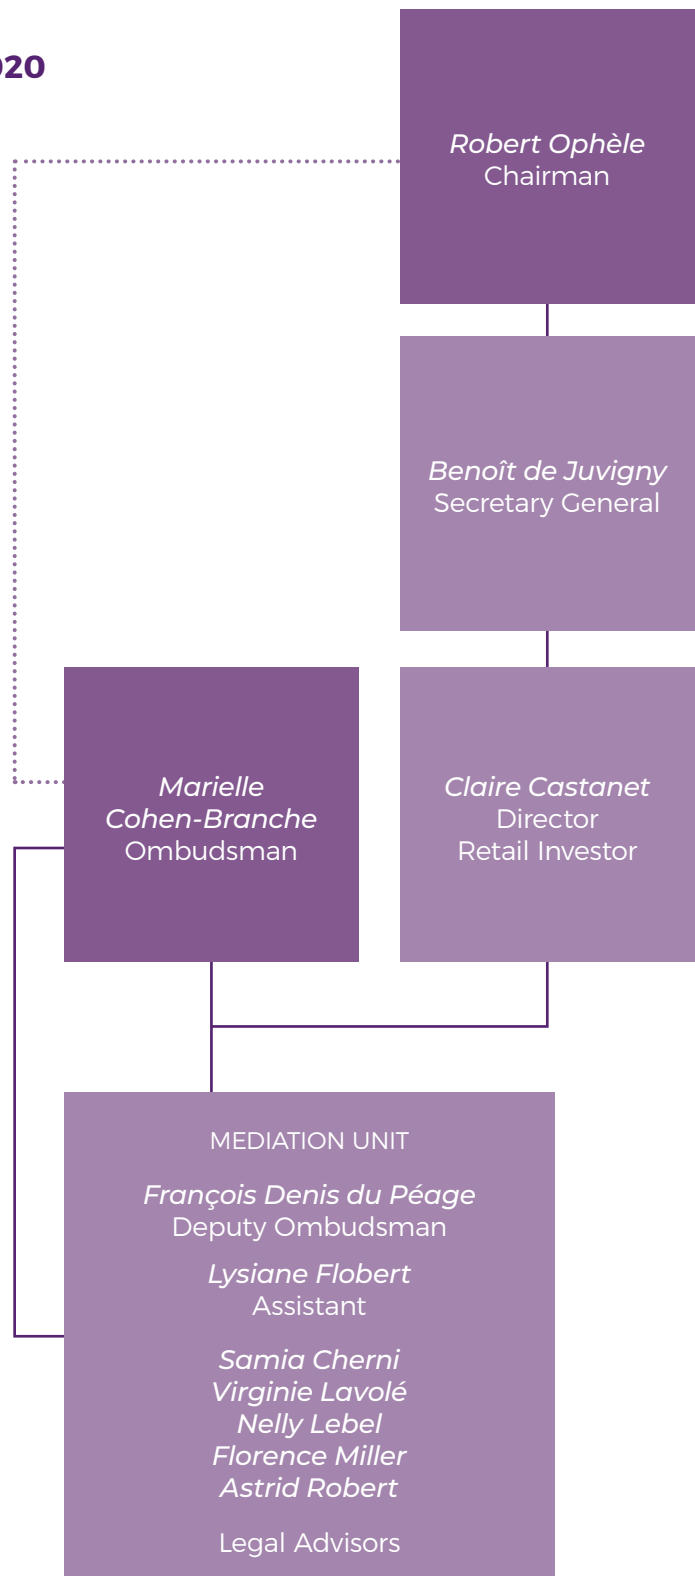 020
Robert Ophèle
Chairman
Benoît de Juvigny
Secretary General
Marielle
Cohen-Branche
Ombudsman
Claire Castanet
Director
Retail Investor
MEDIATION UNIT
François Denis du Péage
Deputy Ombudsman
Lysiane Flobert
Assistant
Samia Cherni
Virginie Lavolé
Nelly Lebel
Florence Miller
Astrid Robert
Legal Advisors